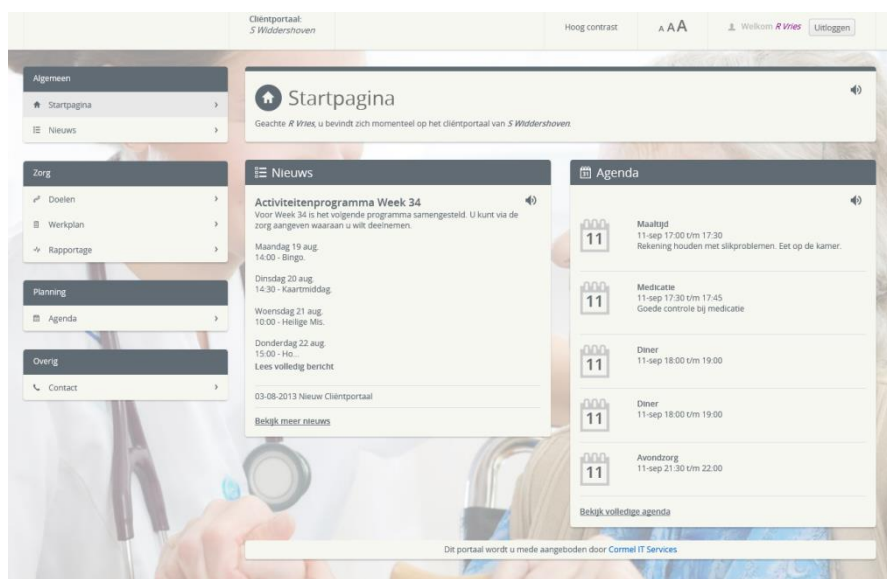 Cliëntportaal:
S Widdershoven
Hoog contrast
A A A
Welkom R Vries
Uitloggen
Algemeen
Startpagina
Nieuws
Zorg
Doelen
Werkplan
Rapportage
Planning
Agenda
Overig
Contact
Startpagina
Geachte R Vries, u bevindt zich momenteel op het cliëntportaal van S Widdershoven.
Nieuws
Activiteitenprogramma Week 34
Voor Week 34 is het volgende programma samengesteld. U kunt via de
zorg aangeven waaraan u wilt deelnemen.
Maandag 19 aug.
14:00 - Bingo.
Dinsdag 20 aug.
14:30 - Kaartmiddag.
Woensdag 21 aug.
10:00 - Heilige Mis.
Donderdag 22 aug.
15:00 - Ho...
Lees volledig bericht
03-08-2013 Nieuw Cliëntportaal
Bekijk meer nieuws
31 Agenda
11
Maaltijd
11-sep 17:00 t/m 17:30
Rekening houden met slikproblemen. Eet op de kamer.
11
Medicatie
11-sep 17:30 t/m 17:45
Goede controle bij medicatie
11
Diner
11-sep 18:00 t/m 19:00
11
Diner
11-sep 18:00 t/m 19:00
11
Avondzorg
11-sep 21:30 t/m 22:00
Bekijk volledige agenda
Dit portaal wordt u mede aangeboden door Cormel IT Services